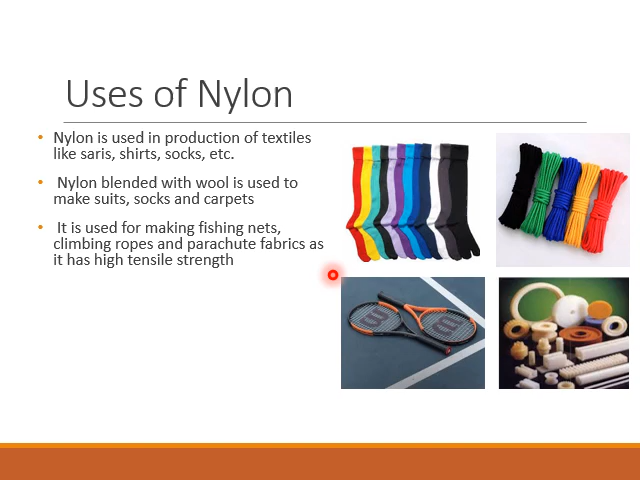 Uses of Nylon
• Nylon is used in production of textiles
like saris, shirts, socks, etc.
• Nylon blended with wool is used to
make suits, socks and carpets
• It is used for making fishing nets,
climbing ropes and parachute fabrics as
it has high tensile strength